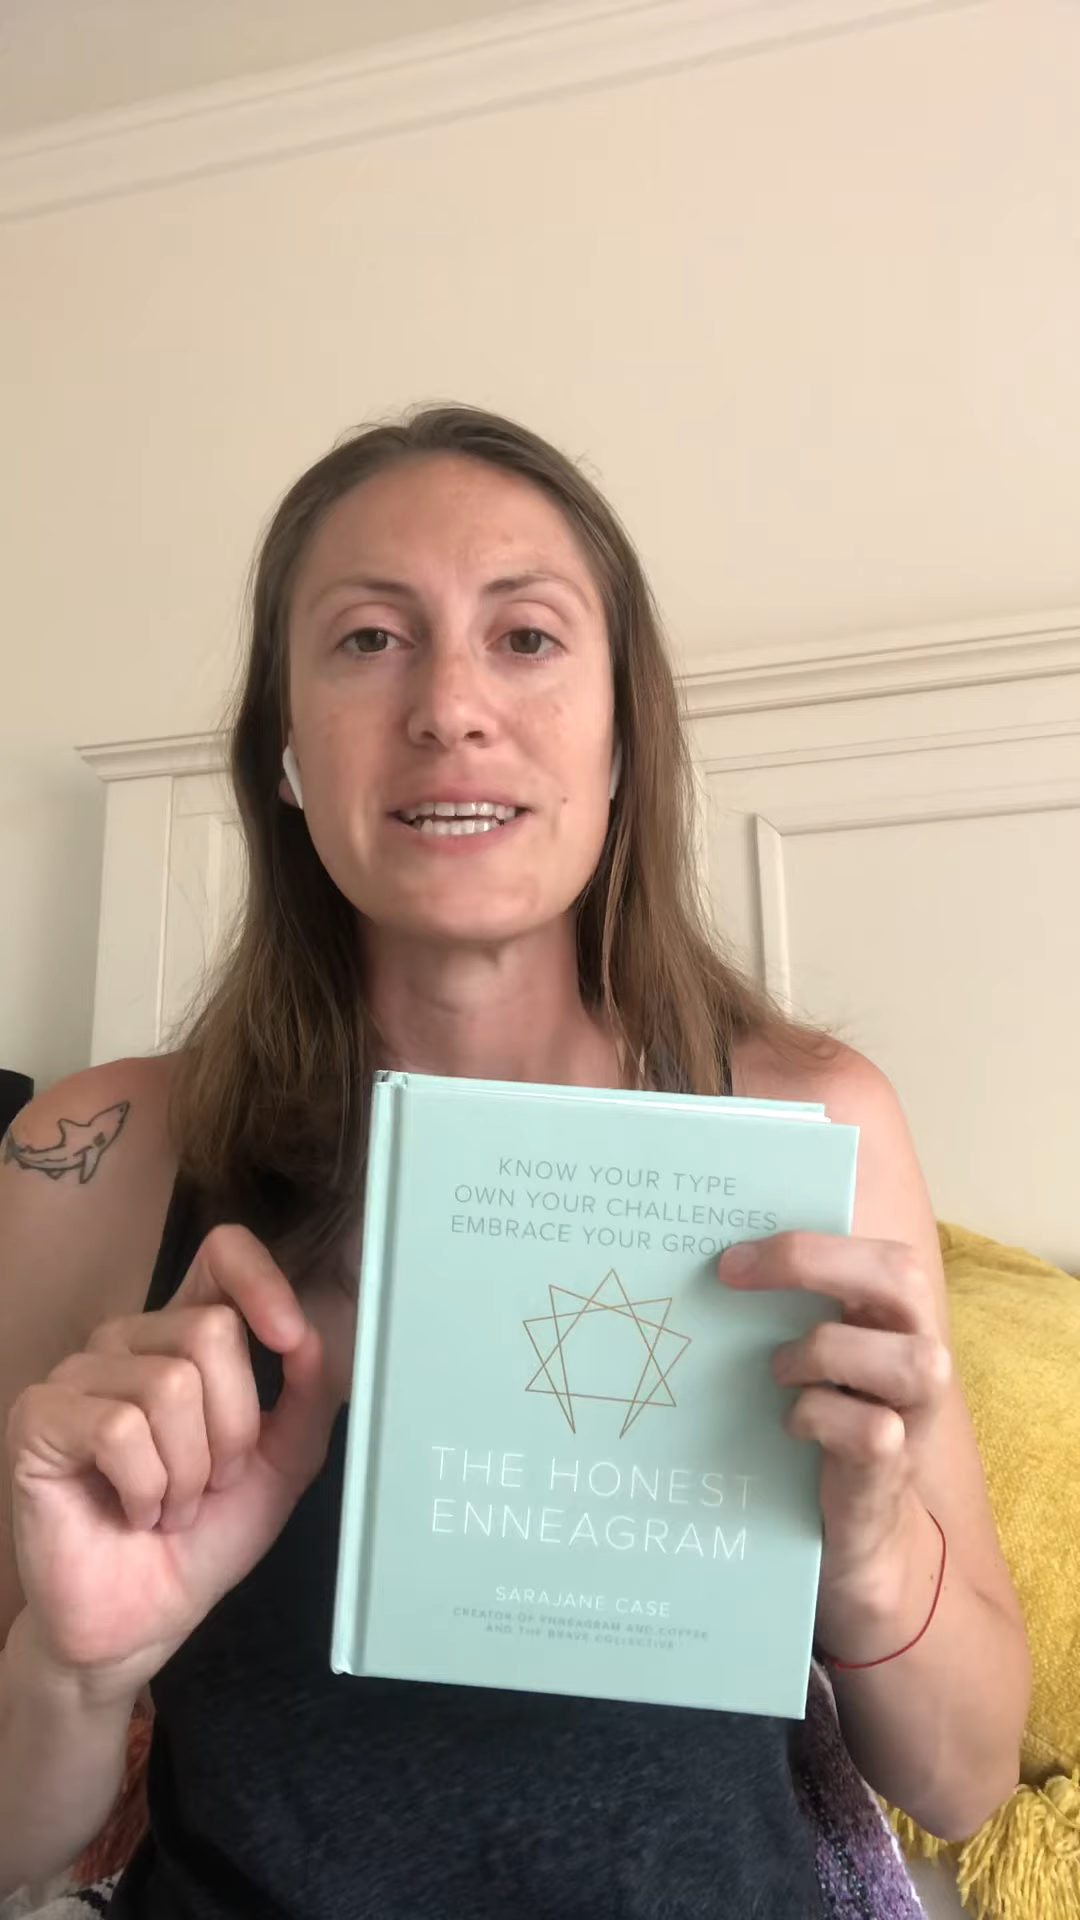 KNOW YOUR TYPE
OWN YOUR CHALLENGES
EMBRACE YOUR
THE HONEST
ENNEAGRAM
SARAJANE CASE
CREATOR OF ENNEAGRAM AND COFFEE
AND THE BRAVE COLLECTIVE